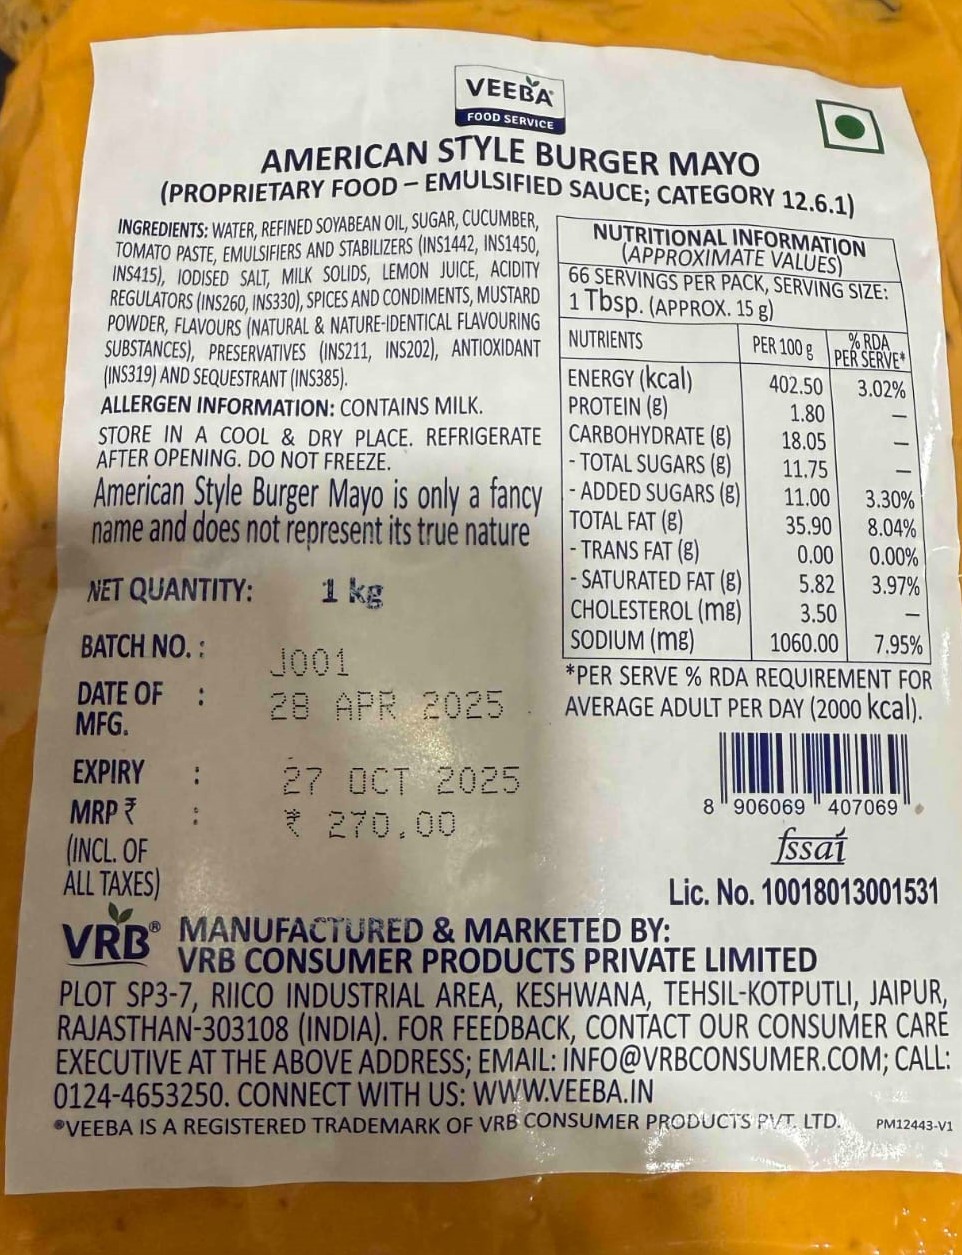 VEEBA
FOOD SERVICE
AMERICAN STYLE BURGER MAYO
(PROPRIETARY FOOD – EMULSIFIED SAUCE; CATEGORY 12.6.1)
INGREDIENTS: WATER, REFINED SOYABEAN OIL, SUGAR, CUCUMBER,
TOMATO PASTE, EMULSIFIERS AND STABILIZERS (INS1442, INS1450,
INS415), IODISED SALT, MILK SOLIDS, LEMON JUICE, ACIDITY
REGULATORS (INS260, INS330), SPICES AND CONDIMENTS, MUSTARD
POWDER, FLAVOURS (NATURAL & NATURE-IDENTICAL FLAVOURING
SUBSTANCES), PRESERVATIVES (INS211, INS202), ANTIOXIDANT
(INS319) AND SEQUESTRANT (INS385).
ALLERGEN INFORMATION: CONTAINS MILK.
STORE IN A COOL & DRY PLACE. REFRIGERATE
AFTER OPENING. DO NOT FREEZE.
American Style Burger Mayo is only a fancy
name and does not represent its true nature
NET QUANTITY: 1 kg
BATCH NO. : J001
DATE OF : 28 APR 2025
MFG.
EXPIRY : 27 OCT 2025
MRP ₹ : ₹ 270.00
(INCL. OF
ALL TAXES)
NUTRITIONAL INFORMATION
(APPROXIMATE VALUES)
66 SERVINGS PER PACK, SERVING SIZE:
1 Tbsp. (APPROX. 15 g)
NUTRIENTS PER 100 g % RDA
PER SERVE*
ENERGY (kcal) 402.50 3.02%
PROTEIN (g) 1.80 –
CARBOHYDRATE (g) 18.05 –
- TOTAL SUGARS (g) 11.75 –
- ADDED SUGARS (g) 11.00 3.30%
TOTAL FAT (g) 35.90 8.04%
- TRANS FAT (g) 0.00 0.00%
- SATURATED FAT (g) 5.82 3.97%
CHOLESTEROL (mg) 3.50 –
SODIUM (mg) 1060.00 7.95%
*PER SERVE % RDA REQUIREMENT FOR
AVERAGE ADULT PER DAY (2000 kcal).
8 906069 407069
fssai
Lic. No. 10018013001531
VRB® MANUFACTURED & MARKETED BY:
VRB CONSUMER PRODUCTS PRIVATE LIMITED
PLOT SP3-7, RIICO INDUSTRIAL AREA, KESHWANA, TEHSIL-KOTPUTLI, JAIPUR,
RAJASTHAN-303108 (INDIA). FOR FEEDBACK, CONTACT OUR CONSUMER CARE
EXECUTIVE AT THE ABOVE ADDRESS; EMAIL: INFO@VRBCONSUMER.COM; CALL:
0124-4653250. CONNECT WITH US: WWW.VEEBA.IN
®VEEBA IS A REGISTERED TRADEMARK OF VRB CONSUMER PRODUCTS PVT. LTD. PM12443-V1